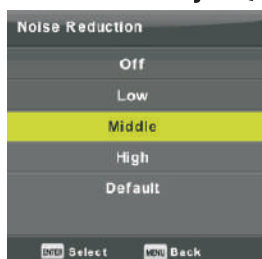 Noise Reduction
Off
Low
Middle
High
Default
ENTER Select MENU Back